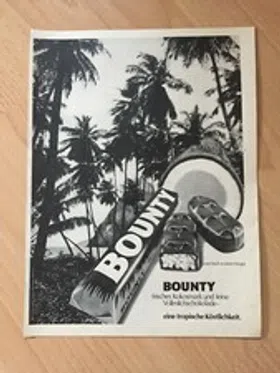 BOUNTY
BOUNTY
frisches Kokosmark und feine
Vollmilchschokolade –
eine tropische Köstlichkeit.